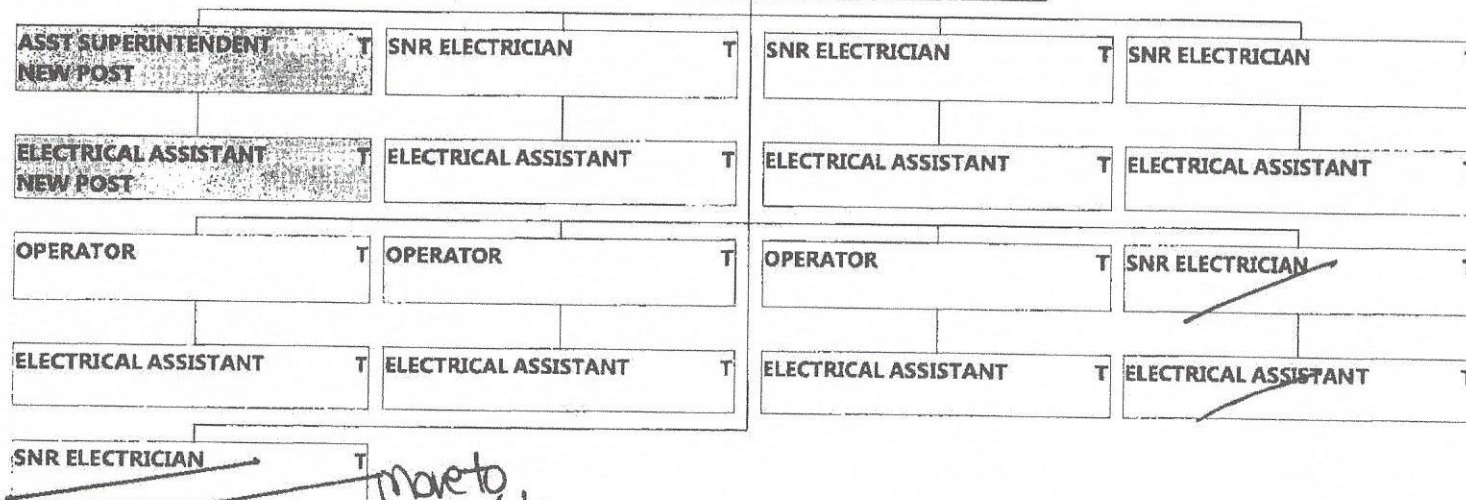 ASST SUPERINTENDENT T
NEW POST
SNR ELECTRICIAN T
SNR ELECTRICIAN T
SNR ELECTRICIAN T
ELECTRICAL ASSISTANT T
NEW POST
ELECTRICAL ASSISTANT T
ELECTRICAL ASSISTANT T
ELECTRICAL ASSISTANT T
OPERATOR T
OPERATOR T
OPERATOR T
SNR ELECTRICIAN T
ELECTRICAL ASSISTANT T
ELECTRICAL ASSISTANT T
ELECTRICAL ASSISTANT T
ELECTRICAL ASSISTANT T
SNR ELECTRICIAN T
Move to